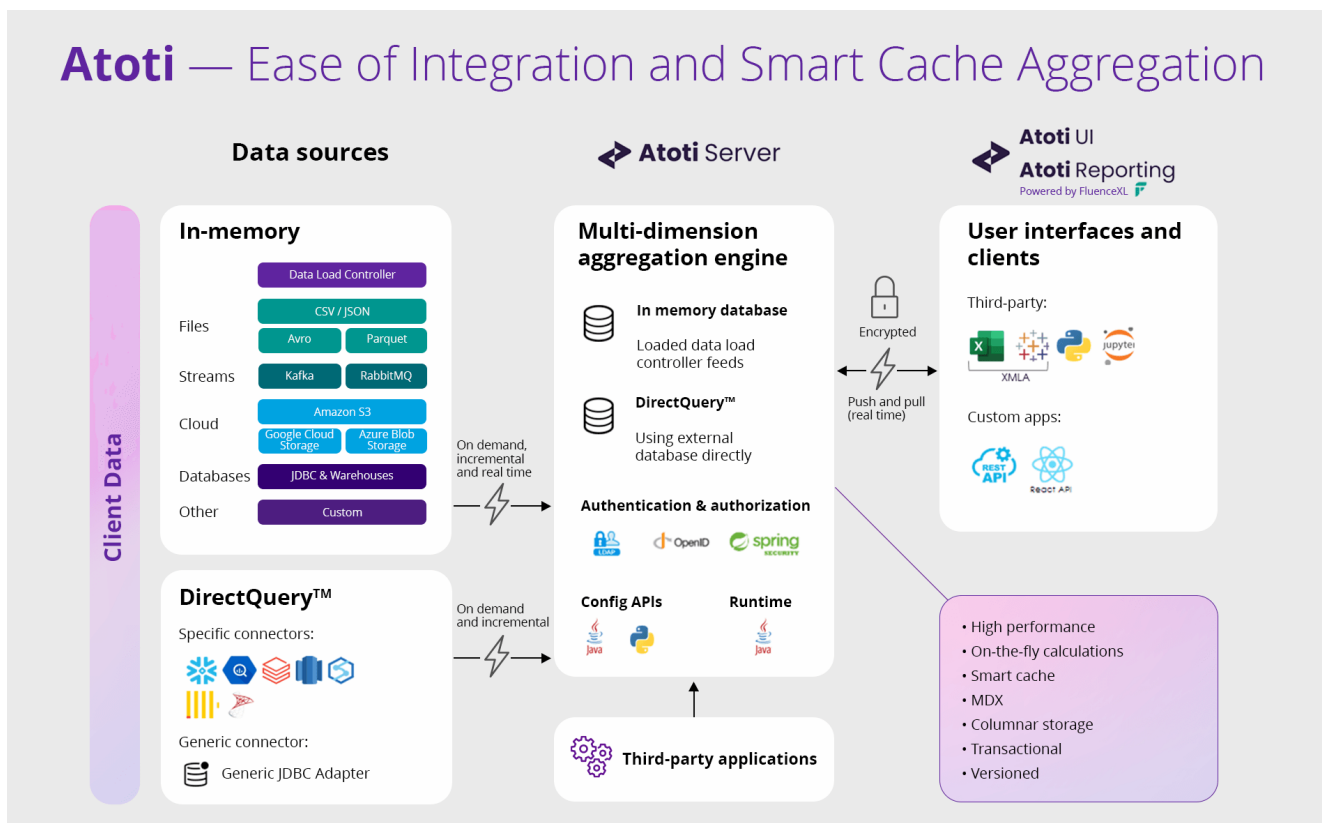 Atoti — Ease of Integration and Smart Cache Aggregation
Data sources
Atoti Server
Atoti UI
Atoti Reporting
Powered by FluenceXL
Client Data
In-memory
Data Load Controller
Files
CSV / JSON
Avro
Parquet
Streams
Kafka
RabbitMQ
Cloud
Amazon S3
Google Cloud
Storage
Azure Blob
Storage
Databases
JDBC & Warehouses
Other
Custom
On demand,
incremental
and real time
DirectQuery™
Specific connectors:
Generic connector:
Generic JDBC Adapter
On demand
and incremental
Multi-dimension
aggregation engine
In memory database
Loaded data load
controller feeds
DirectQuery™
Using external
database directly
Authentication & authorization
LDAP
OpenID
spring
SECURITY
Config APIs
Runtime
Java
Java
Third-party applications
Encrypted
Push and pull
(real time)
User interfaces and
clients
Third-party:
X
jupyter
XMLA
Custom apps:
REST
API
React API
• High performance
• On-the-fly calculations
• Smart cache
• MDX
• Columnar storage
• Transactional
• Versioned